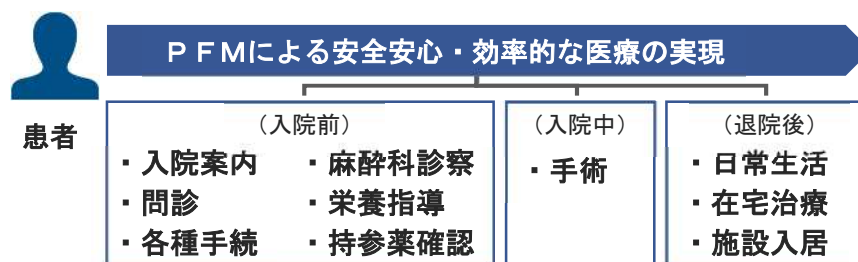 ＰＦＭによる安全安心・効率的な医療の実現
患者
（入院前）
・入院案内
・問診
・各種手続
・麻酔科診察
・栄養指導
・持参薬確認
（入院中）
・手術
（退院後）
・日常生活
・在宅治療
・施設入居